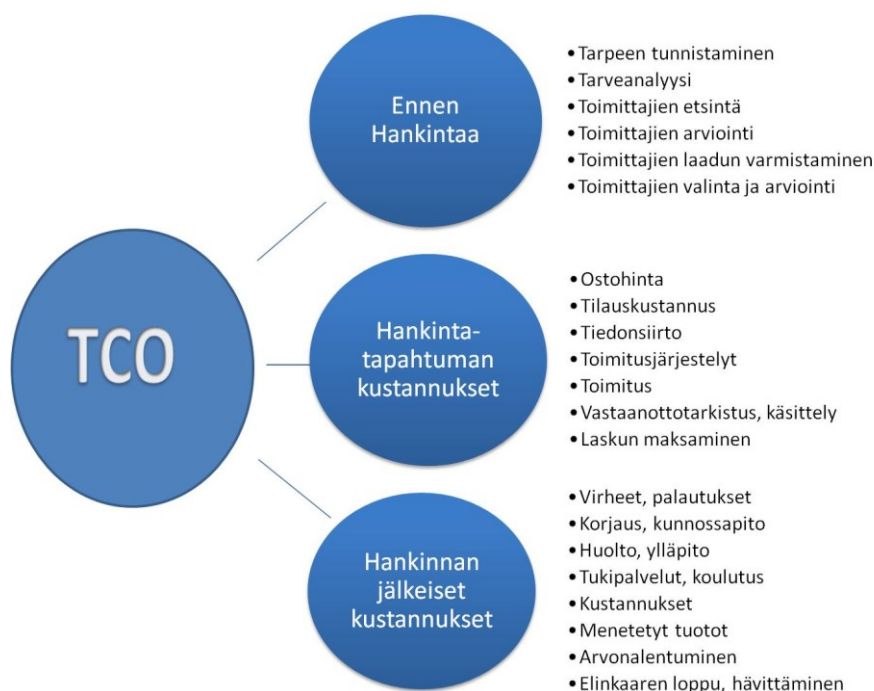 TCO
Ennen
Hankintaa
• Tarpeen tunnistaminen
• Tarveanalyysi
• Toimittajien etsintä
• Toimittajien arviointi
• Toimittajien laadun varmistaminen
• Toimittajien valinta ja arviointi
Hankinta-
tapahtuman
kustannukset
• Ostohinta
• Tilauskustannus
• Tiedonsiirto
• Toimitusjärjestelyt
• Toimitus
• Vastaanottotarkistus, käsittely
• Laskun maksaminen
Hankinnan
jälkeiset
kustannukset
• Virheet, palautukset
• Korjaus, kunnossapito
• Huolto, ylläpito
• Tukipalvelut, koulutus
• Kustannukset
• Menetetyt tuotot
• Arvonalentuminen
• Elinkaaren loppu, hävittäminen